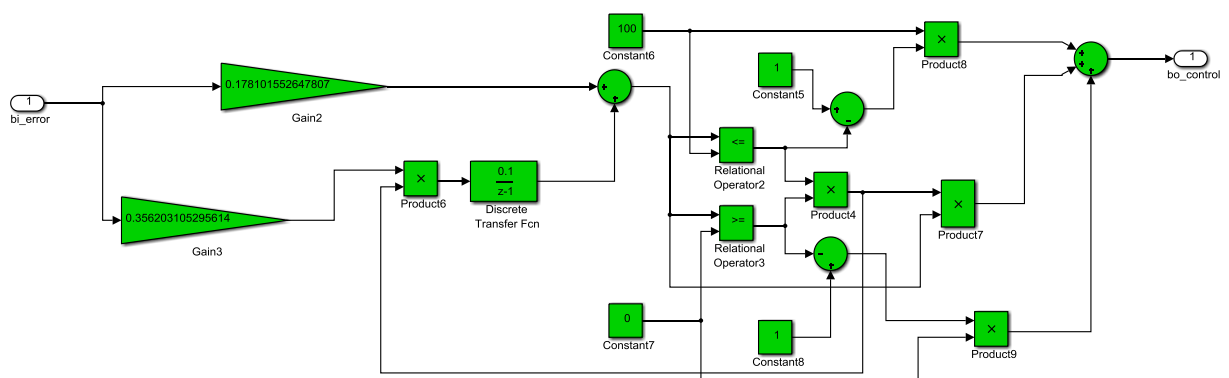 100
Constant6
×
Product8
1
Constant5
+
+
+
1
bo_control
0.178101552647807
Gain2
+
+
1
bi_error
+
-
<=
Relational
Operator2
×
Product6
0.1
z-1
Discrete
Transfer Fcn
×
Product4
0.356203105295614
Gain3
>=
Relational
Operator3
×
Product7
-
+
0
Constant7
1
Constant8
×
Product9